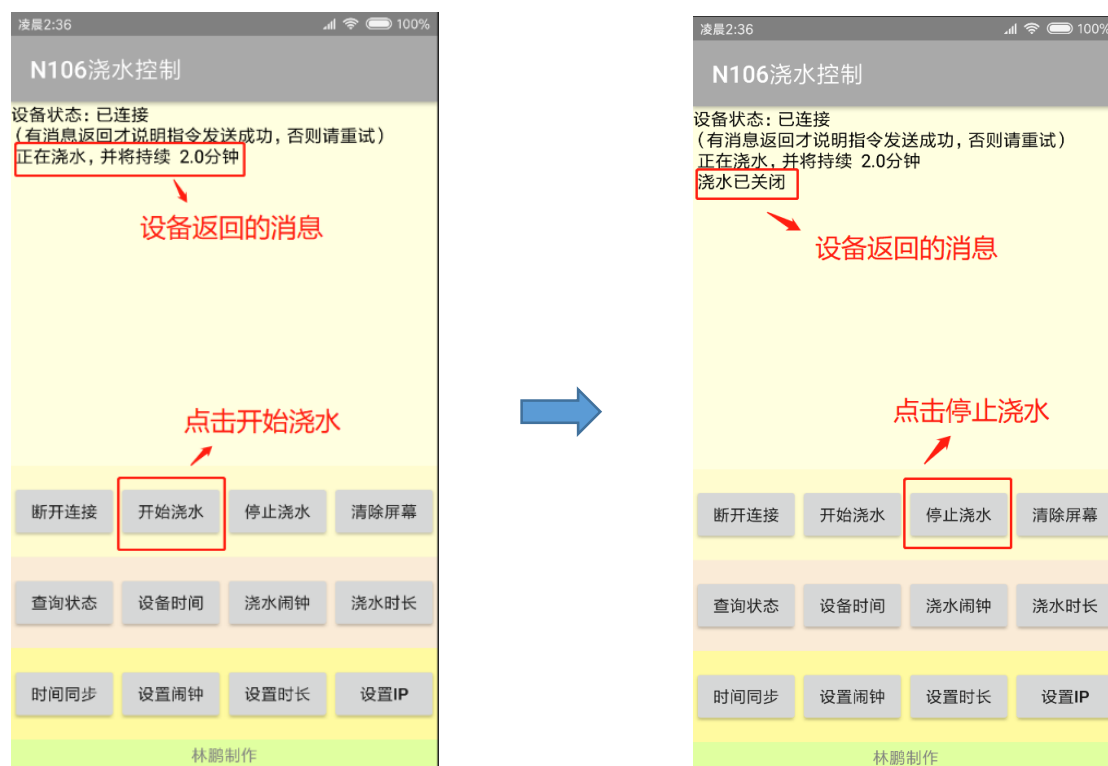 凌晨2:36
100%
N106浇水控制
设备状态: 已连接
(有消息返回才说明指令发送成功, 否则请重试)
正在浇水, 并将持续 2.0分钟
设备返回的消息
点击开始浇水
断开连接 开始浇水 停止浇水 清除屏幕
查询状态 设备时间 浇水闹钟 浇水时长
时间同步 设置闹钟 设置时长 设置IP
林鹏制作
凌晨2:36
100%
N106浇水控制
设备状态: 已连接
(有消息返回才说明指令发送成功, 否则请重试)
正在浇水, 并将持续 2.0分钟
浇水已关闭
设备返回的消息
点击停止浇水
断开连接 开始浇水 停止浇水 清除屏幕
查询状态 设备时间 浇水闹钟 浇水时长
时间同步 设置闹钟 设置时长 设置IP
林鹏制作